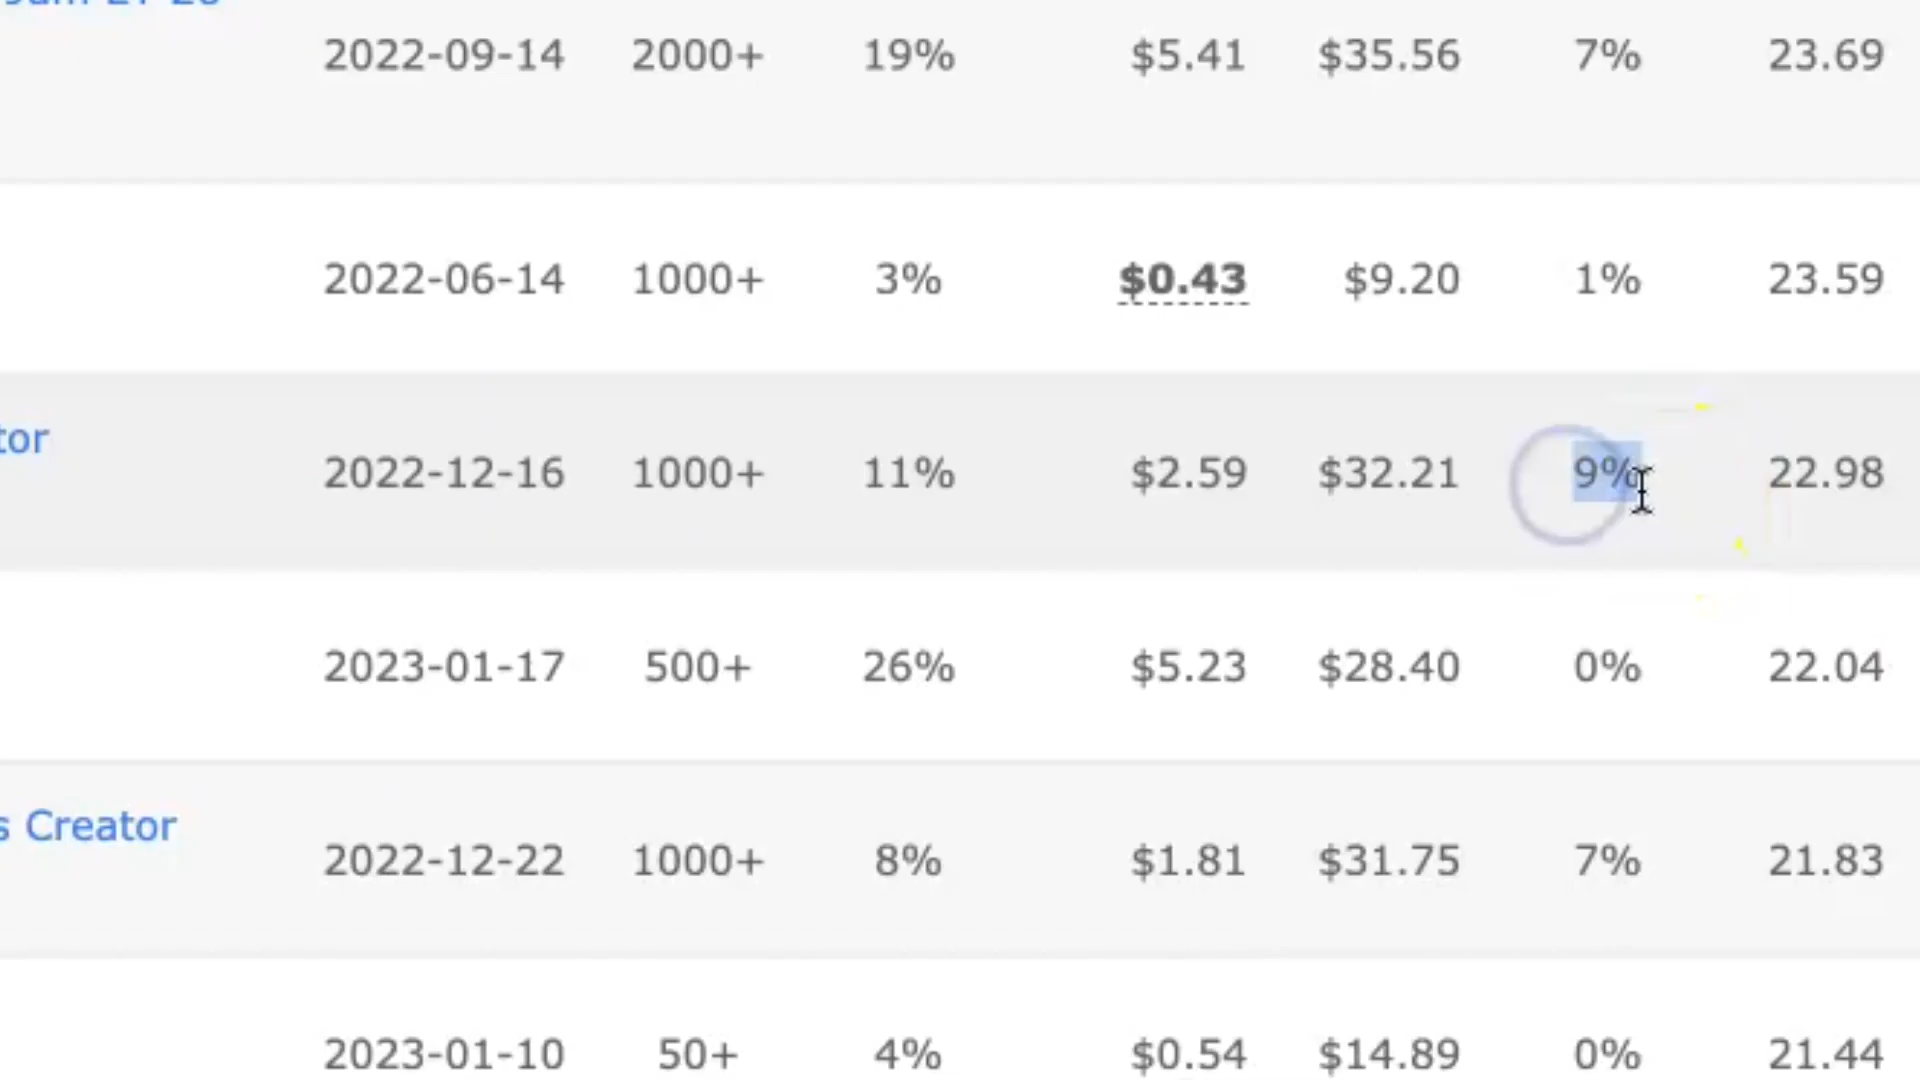 2022-09-14 2000+ 19% $5.41 $35.56 7% 23.69
2022-06-14 1000+ 3% $0.43 $9.20 1% 23.59
tor
2022-12-16 1000+ 11% $2.59 $32.21 9% 22.98
2023-01-17 500+ 26% $5.23 $28.40 0% 22.04
s Creator
2022-12-22 1000+ 8% $1.81 $31.75 7% 21.83
2023-01-10 50+ 4% $0.54 $14.89 0% 21.44